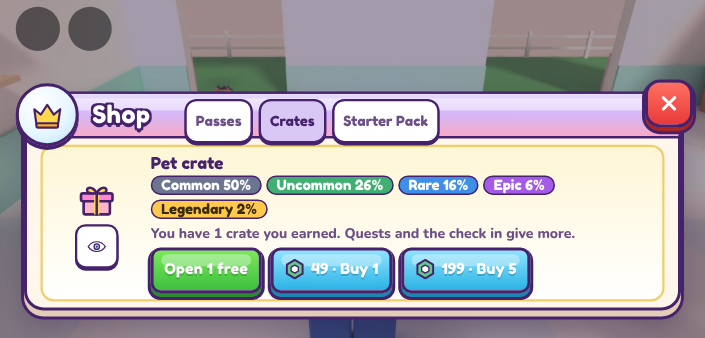 Shop
Passes
Crates
Starter Pack
Pet crate
Common 50% Uncommon 26% Rare 16% Epic 6%
Legendary 2%
You have 1 crate you earned. Quests and the check in give more.
Open 1 free
49 · Buy 1
199 · Buy 5